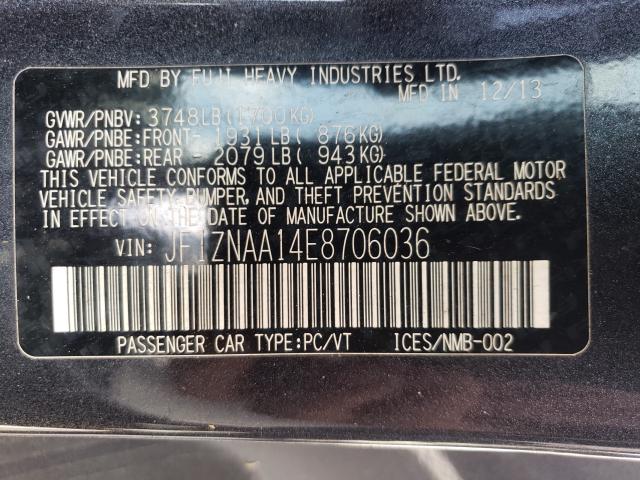 MFD BY FUJI HEAVY INDUSTRIES LTD.
MFD IN 12/13
GVWR/PNBV: 3748LB(1700KG)
GAWR/PNBE:FRONT- 1931LB( 876KG)
GAWR/PNBE:REAR - 2079LB( 943KG)
THIS VEHICLE CONFORMS TO ALL APPLICABLE FEDERAL MOTOR
VEHICLE SAFETY,BUMPER,AND THEFT PREVENTION STANDARDS
IN EFFECT ON THE DATE OF MANUFACTURE SHOWN ABOVE.
VIN: JF1ZNAA14E8706036
PASSENGER CAR TYPE:PC/VT ICES/NMB-002